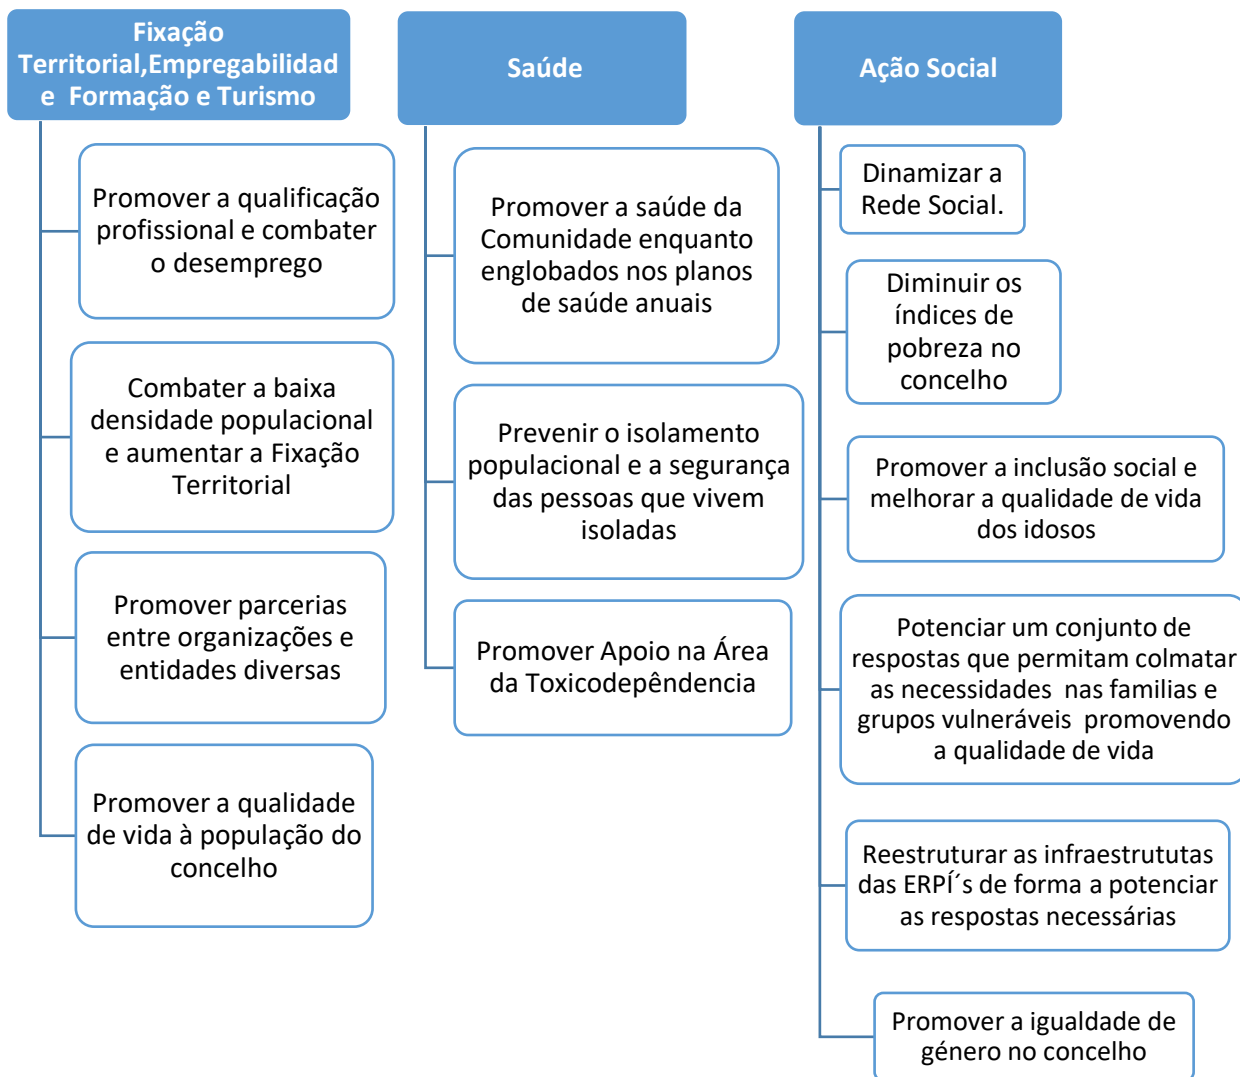 Fixação
Territorial,Empregabilidad
e  Formação e Turismo
Promover a qualificação
profissional e combater
o desemprego
Combater a baixa
densidade populacional
e aumentar a Fixação
Territorial
Promover parcerias
entre organizações e
entidades diversas
Promover a qualidade
de vida à população do
concelho
Saúde
Promover a saúde da
Comunidade enquanto
englobados nos planos
de saúde anuais
Prevenir o isolamento
populacional e a segurança
das pessoas que vivem
isoladas
Promover Apoio na Área
da Toxicodepêndencia
Ação Social
Dinamizar a
Rede Social.
Diminuir os
índices de
pobreza no
concelho
Promover a inclusão social e
melhorar a qualidade de vida
dos idosos
Potenciar um conjunto de
respostas que permitam colmatar
as necessidades  nas familias e
grupos vulneráveis  promovendo
a qualidade de vida
Reestruturar as infraestrututas
das ERPÍ´s de forma a potenciar
as respostas necessárias
Promover a igualdade de
género no concelho